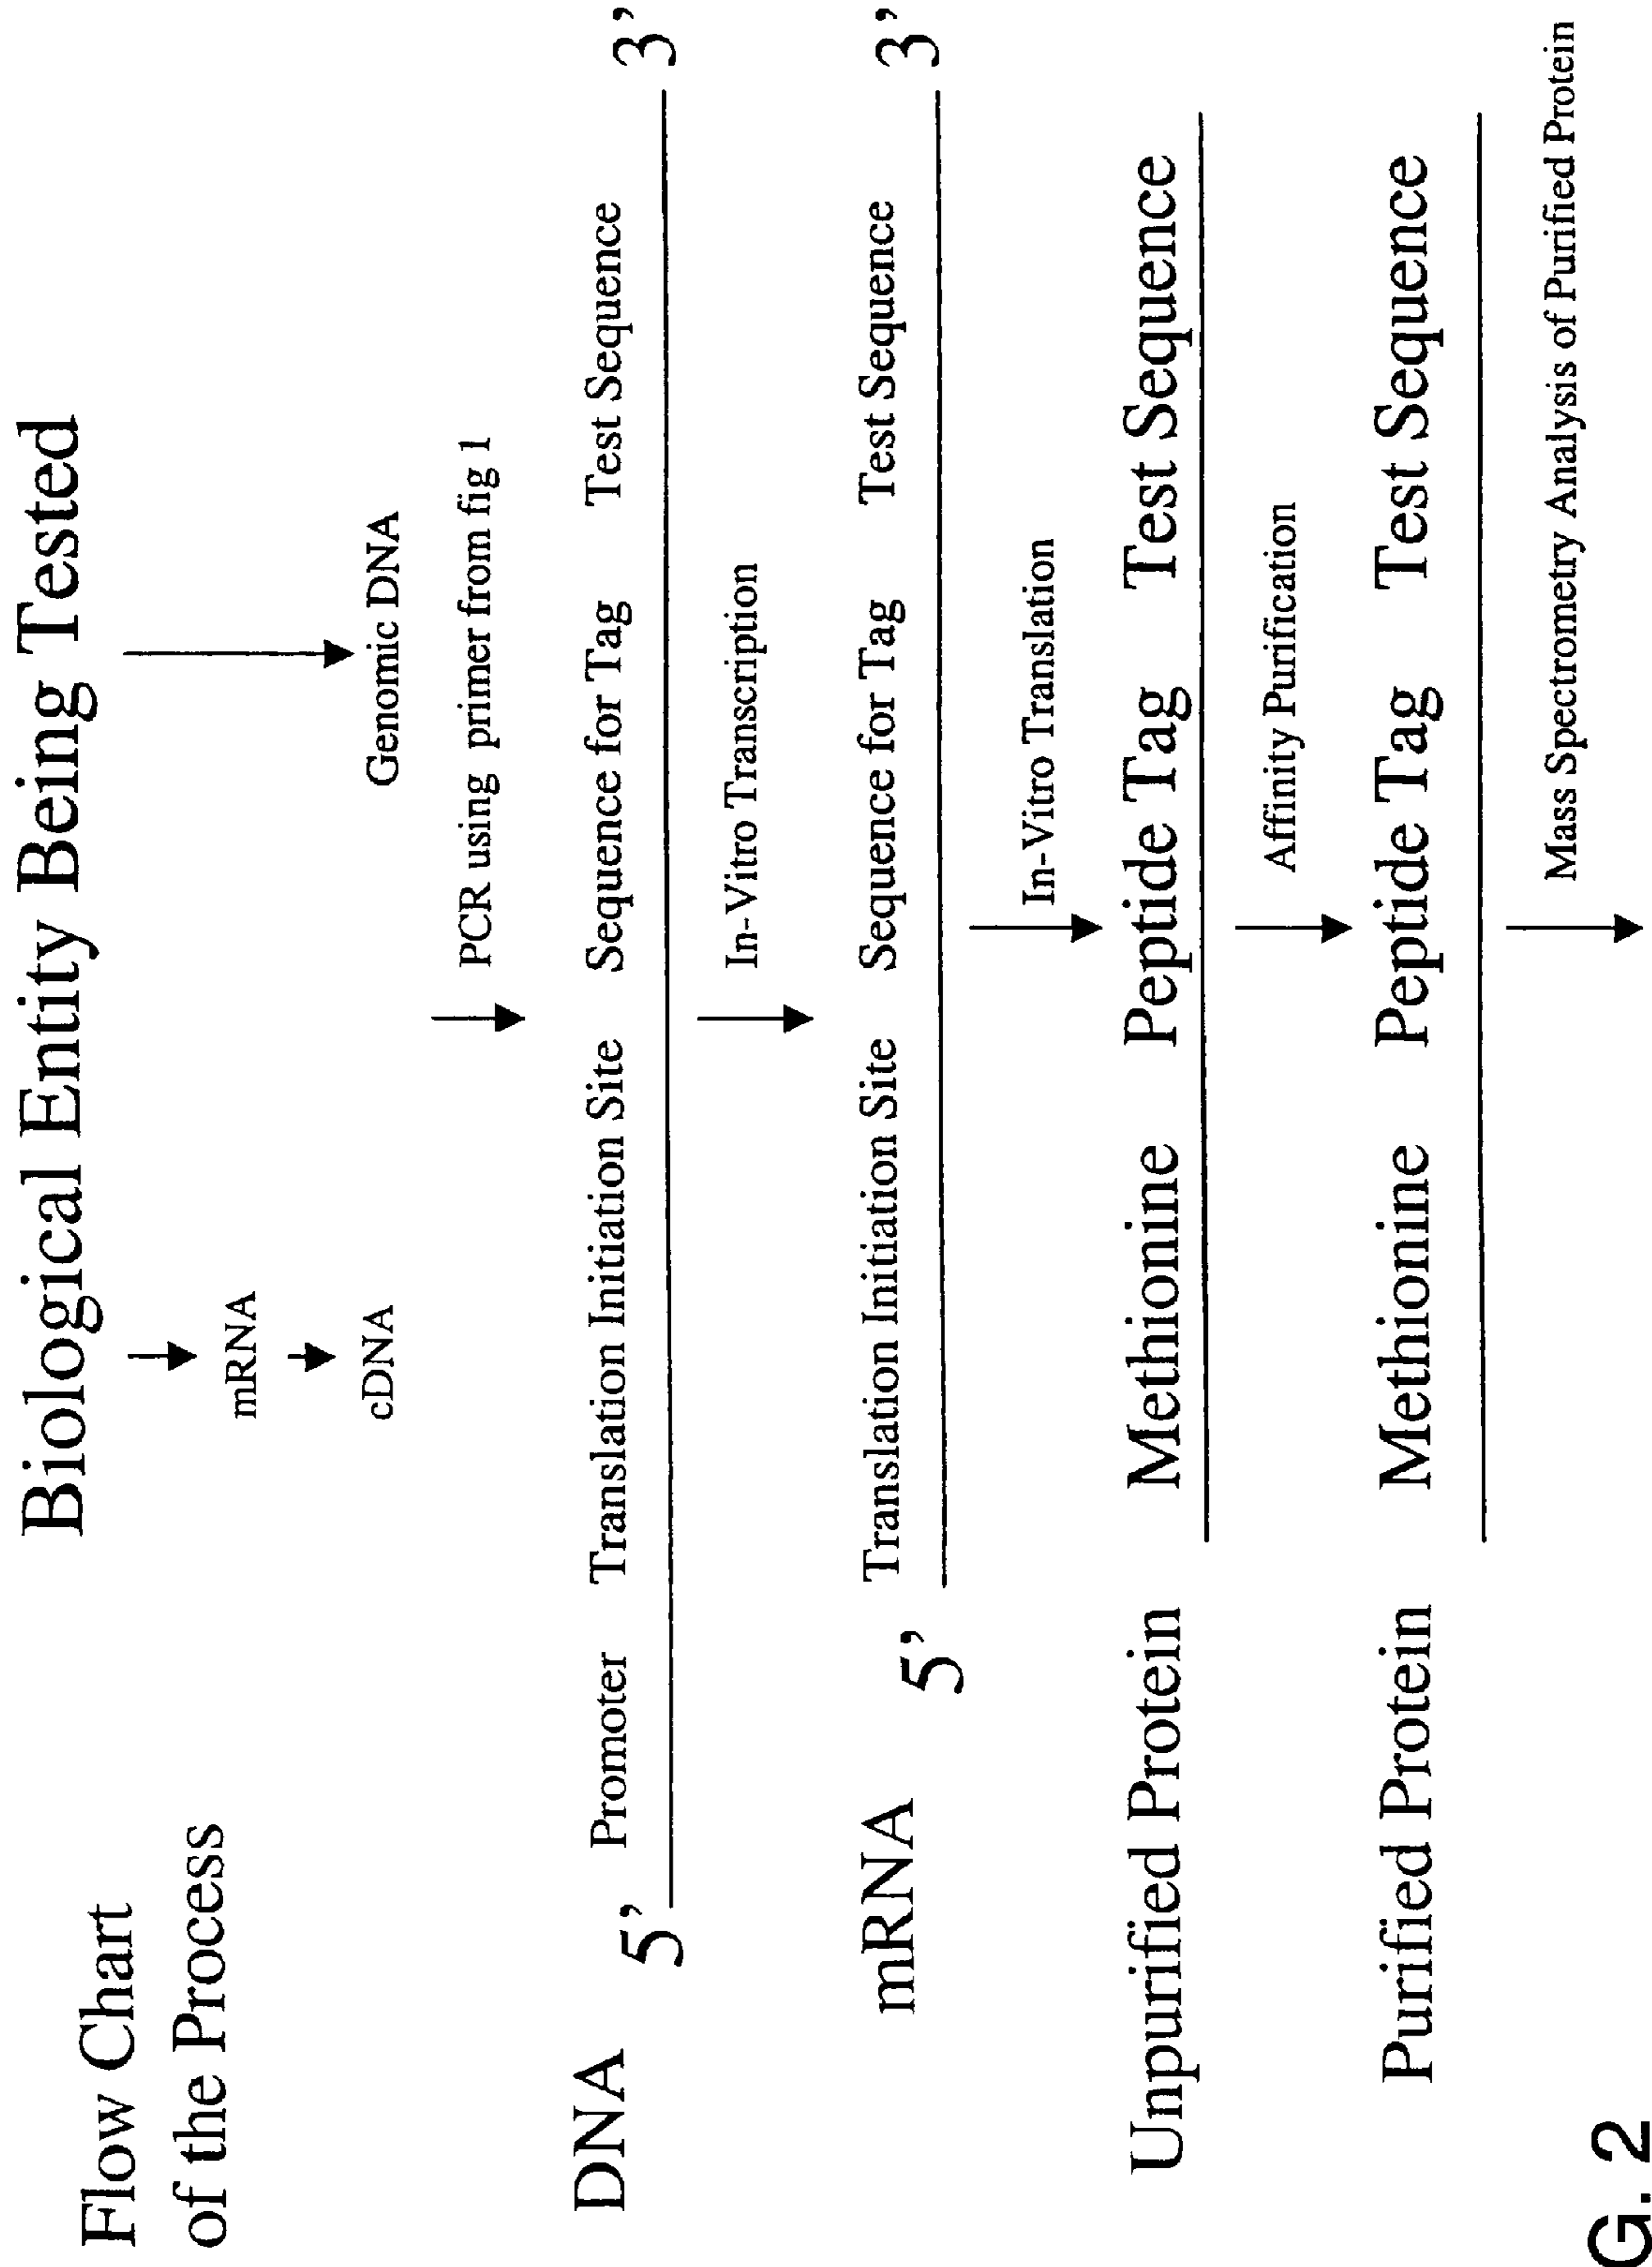 Flow Chart
of the Process
Biological Entity Being Tested
mRNA
cDNA
Genomic DNA
PCR using primer from fig 1
DNA
Promoter Translation Initiation Site Sequence for Tag Test Sequence
5’ 3’
In-Vitro Transcription
mRNA
Translation Initiation Site Sequence for Tag Test Sequence
5’ 3’
In-Vitro Translation
Unpurified Protein Methionine Peptide Tag Test Sequence
Affinity Purification
Purified Protein Methionine Peptide Tag Test Sequence
Mass Spectrometry Analysis of Purified Protein
G. 2